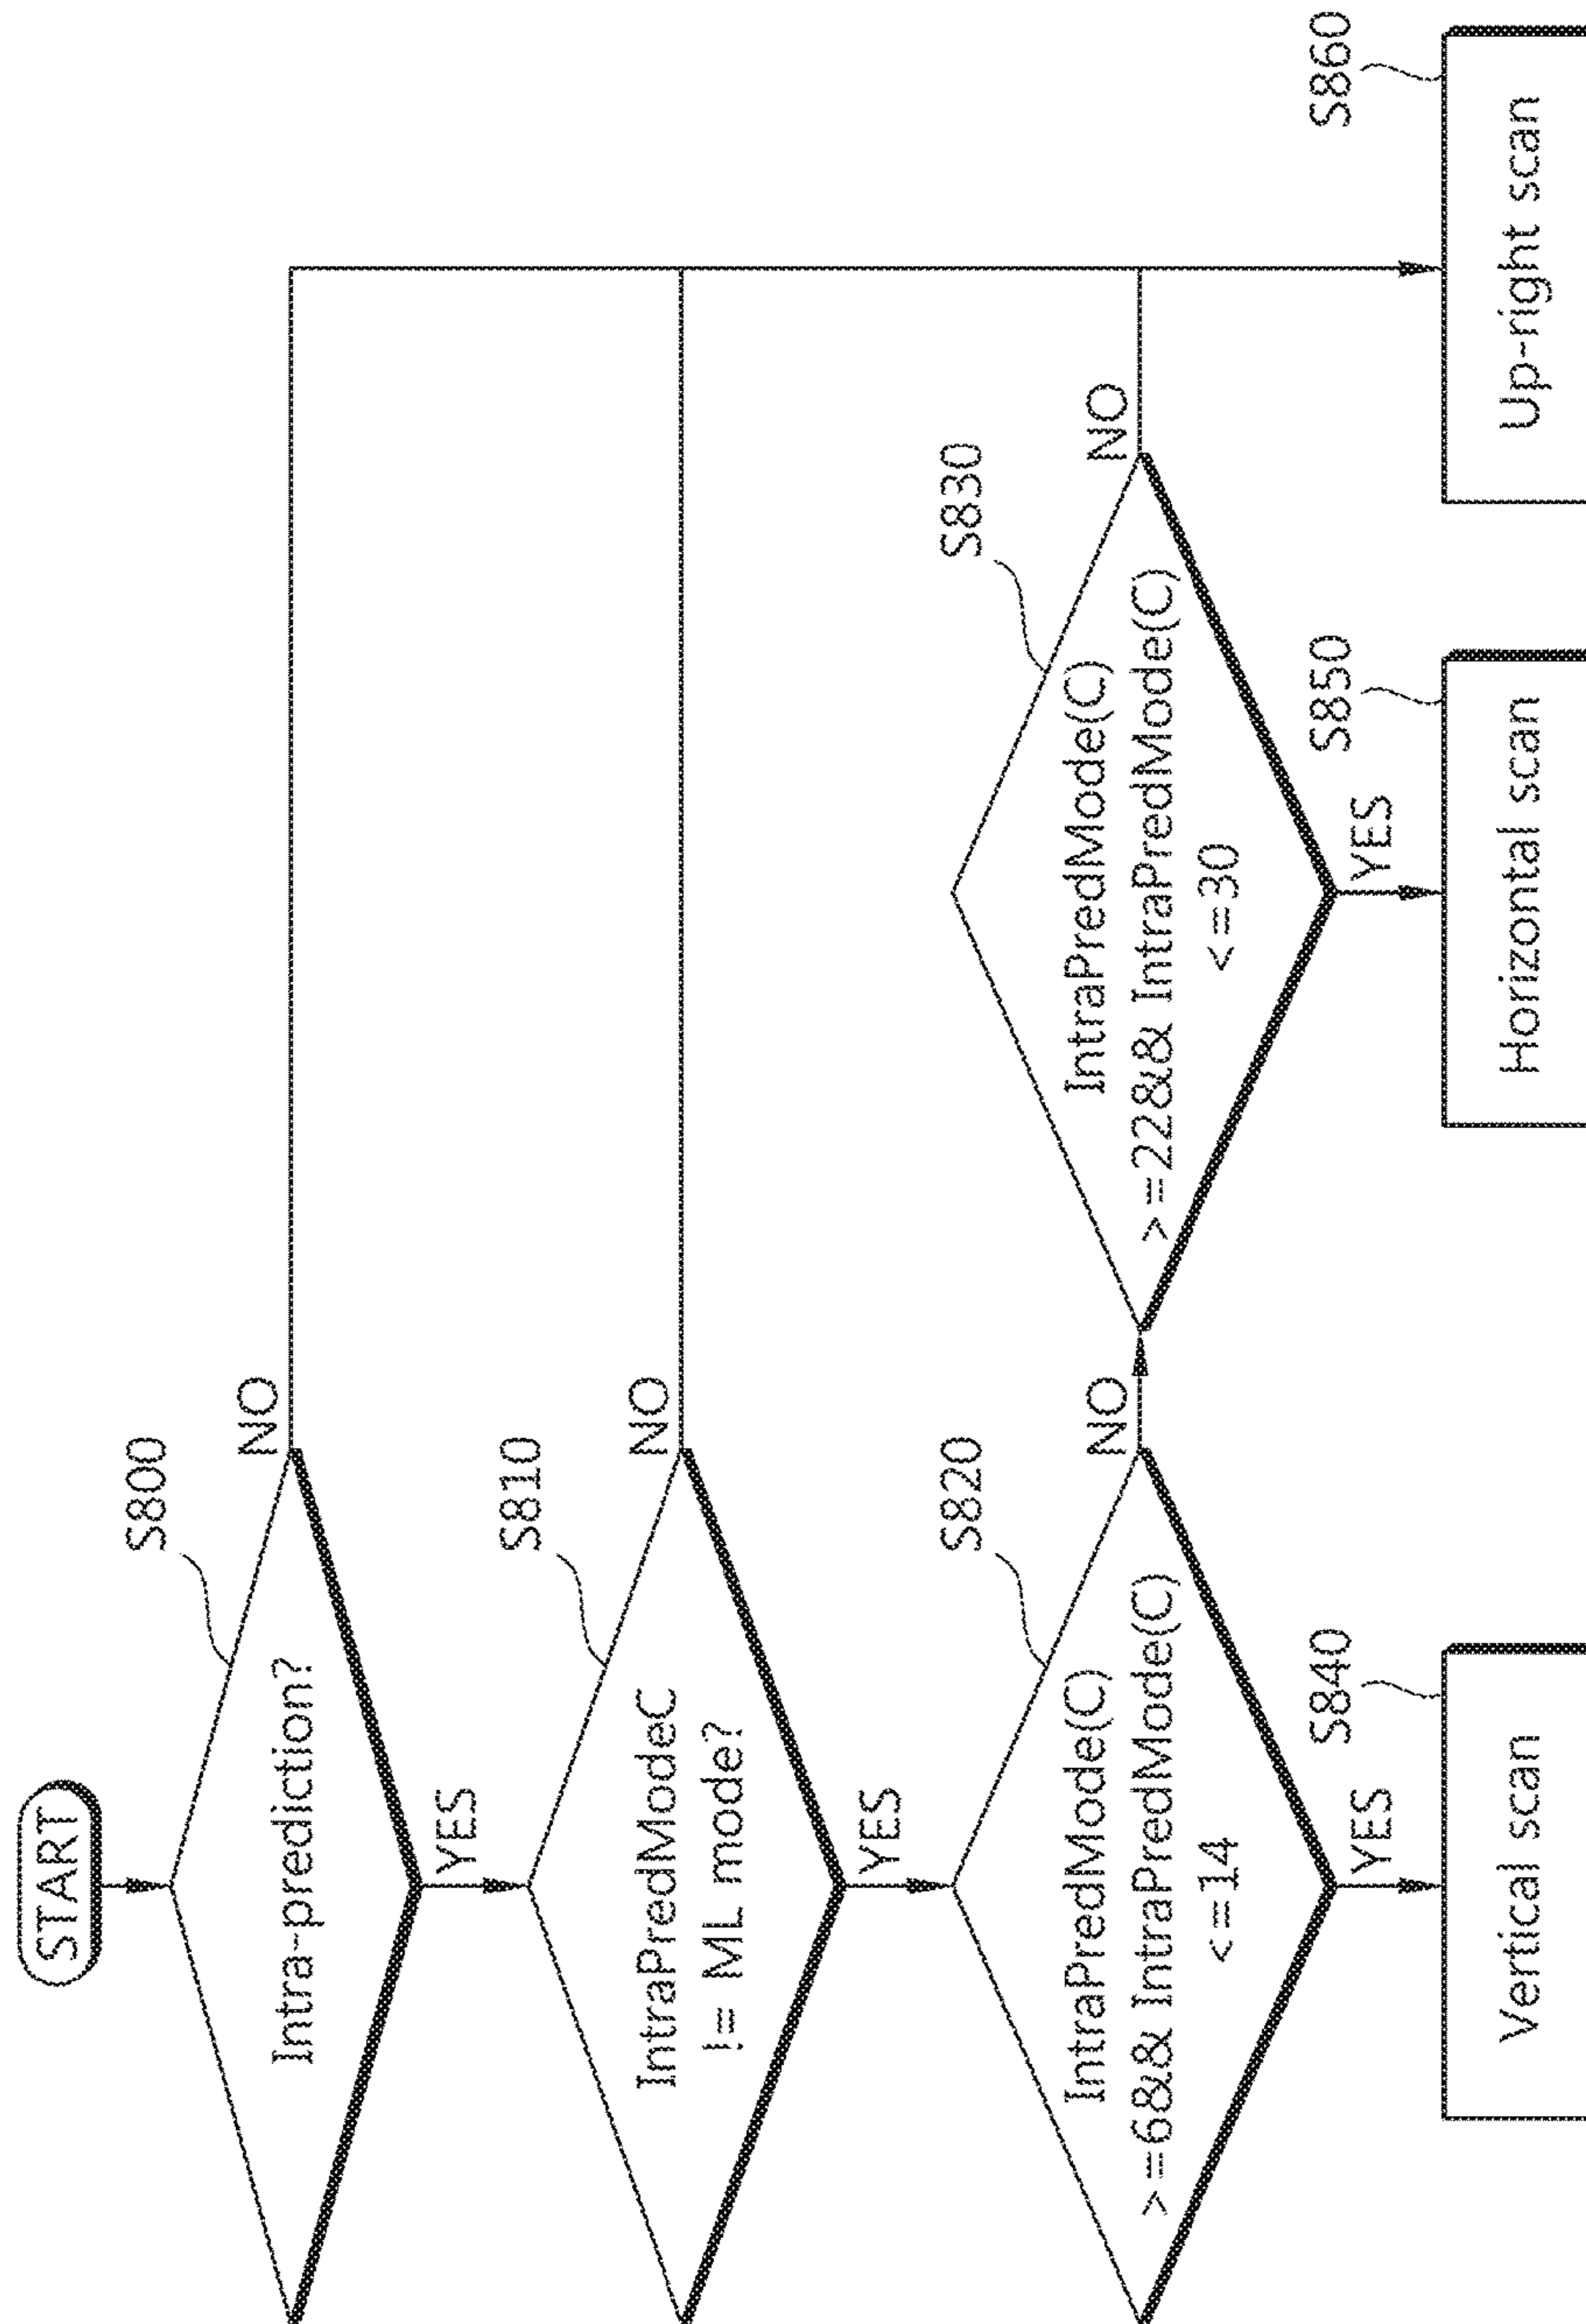 START
S800
Intra-prediction?
NO
YES
S810
IntraPredModeC
!= ML mode?
NO
YES
S820
IntraPredMode(C)
>=6&& IntraPredMode(C)
<=14
NO
S830
IntraPredMode(C)
>=22&& IntraPredMode(C)
<=30
NO
YES
YES
S840
Vertical scan
S850
Horizontal scan
S860
Up-right scan